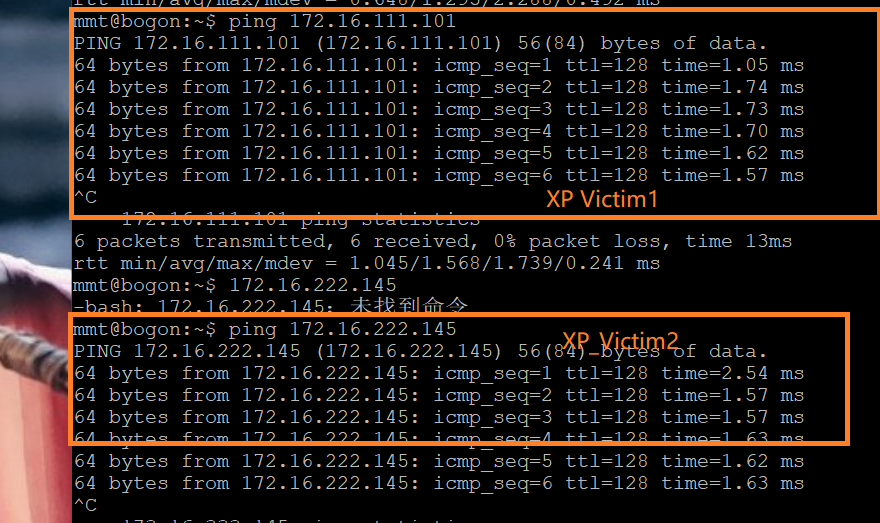 rtt min/avg/max/mdev = 0.646/1.293/2.268/0.492 ms
mmt@bogon:~$ ping 172.16.111.101
PING 172.16.111.101 (172.16.111.101) 56(84) bytes of data.
64 bytes from 172.16.111.101: icmp_seq=1 ttl=128 time=1.05 ms
64 bytes from 172.16.111.101: icmp_seq=2 ttl=128 time=1.74 ms
64 bytes from 172.16.111.101: icmp_seq=3 ttl=128 time=1.73 ms
64 bytes from 172.16.111.101: icmp_seq=4 ttl=128 time=1.70 ms
64 bytes from 172.16.111.101: icmp_seq=5 ttl=128 time=1.62 ms
64 bytes from 172.16.111.101: icmp_seq=6 ttl=128 time=1.57 ms
^C
XP Victim1
172.16.111.101 ping statistics
6 packets transmitted, 6 received, 0% packet loss, time 13ms
rtt min/avg/max/mdev = 1.045/1.568/1.739/0.241 ms
mmt@bogon:~$ 172.16.222.145
-bash: 172.16.222.145: 未找到命令
mmt@bogon:~$ ping 172.16.222.145
XP_Victim2
PING 172.16.222.145 (172.16.222.145) 56(84) bytes of data.
64 bytes from 172.16.222.145: icmp_seq=1 ttl=128 time=2.54 ms
64 bytes from 172.16.222.145: icmp_seq=2 ttl=128 time=1.57 ms
64 bytes from 172.16.222.145: icmp_seq=3 ttl=128 time=1.57 ms
64 bytes from 172.16.222.145: icmp_seq=4 ttl=128 time=1.63 ms
64 bytes from 172.16.222.145: icmp_seq=5 ttl=128 time=1.62 ms
64 bytes from 172.16.222.145: icmp_seq=6 ttl=128 time=1.63 ms
^C
172.16.222.145 ping statistics